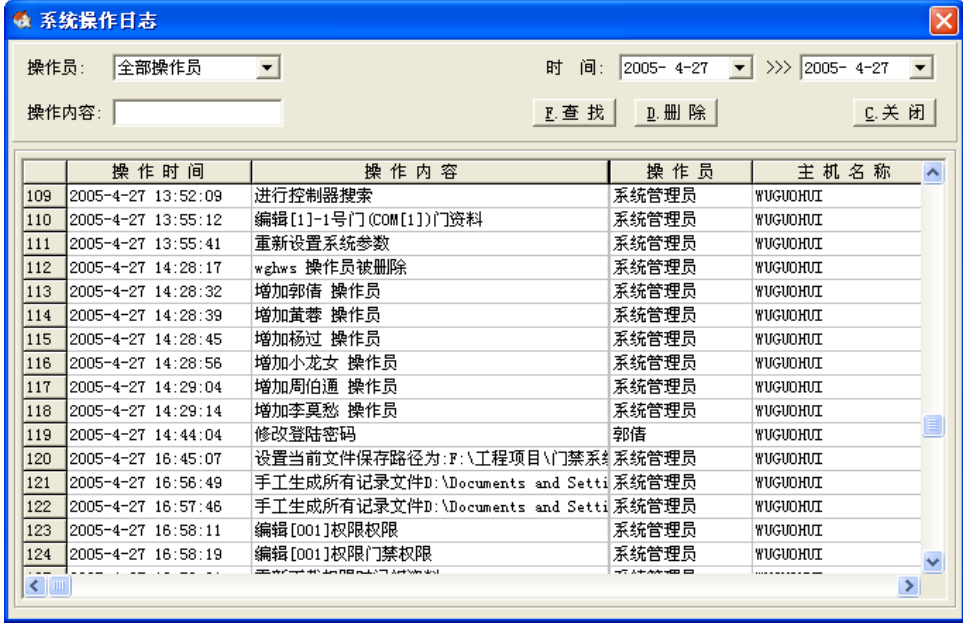 系统操作日志
操作员: 全部操作员 时 间: 2005- 4-27 >>> 2005- 4-27
操作内容: F.查 找 D.删 除 C.关 闭
操 作 时 间 操 作 内 容 操 作 员 主 机 名 称
109 2005-4-27 13:52:09 进行控制器搜索 系统管理员 WUGUOHUI
110 2005-4-27 13:55:12 编辑[1]-1号门(COM[1])门资料 系统管理员 WUGUOHUI
111 2005-4-27 13:55:41 重新设置系统参数 系统管理员 WUGUOHUI
112 2005-4-27 14:28:17 wghws 操作员被删除 系统管理员 WUGUOHUI
113 2005-4-27 14:28:32 增加郭倩 操作员 系统管理员 WUGUOHUI
114 2005-4-27 14:28:39 增加黄蓉 操作员 系统管理员 WUGUOHUI
115 2005-4-27 14:28:45 增加杨过 操作员 系统管理员 WUGUOHUI
116 2005-4-27 14:28:56 增加小龙女 操作员 系统管理员 WUGUOHUI
117 2005-4-27 14:29:04 增加周伯通 操作员 系统管理员 WUGUOHUI
118 2005-4-27 14:29:14 增加李莫愁 操作员 系统管理员 WUGUOHUI
119 2005-4-27 14:44:04 修改登陆密码 郭倩 WUGUOHUI
120 2005-4-27 16:45:07 设置当前文件保存路径为:F:\工程项目\门禁系 系统管理员 WUGUOHUI
121 2005-4-27 16:56:49 手工生成所有记录文件D:\Documents and Setti 系统管理员 WUGUOHUI
122 2005-4-27 16:57:46 手工生成所有记录文件D:\Documents and Setti 系统管理员 WUGUOHUI
123 2005-4-27 16:58:11 编辑[001]权限权限 系统管理员 WUGUOHUI
124 2005-4-27 16:58:19 编辑[001]权限门禁权限 系统管理员 WUGUOHUI